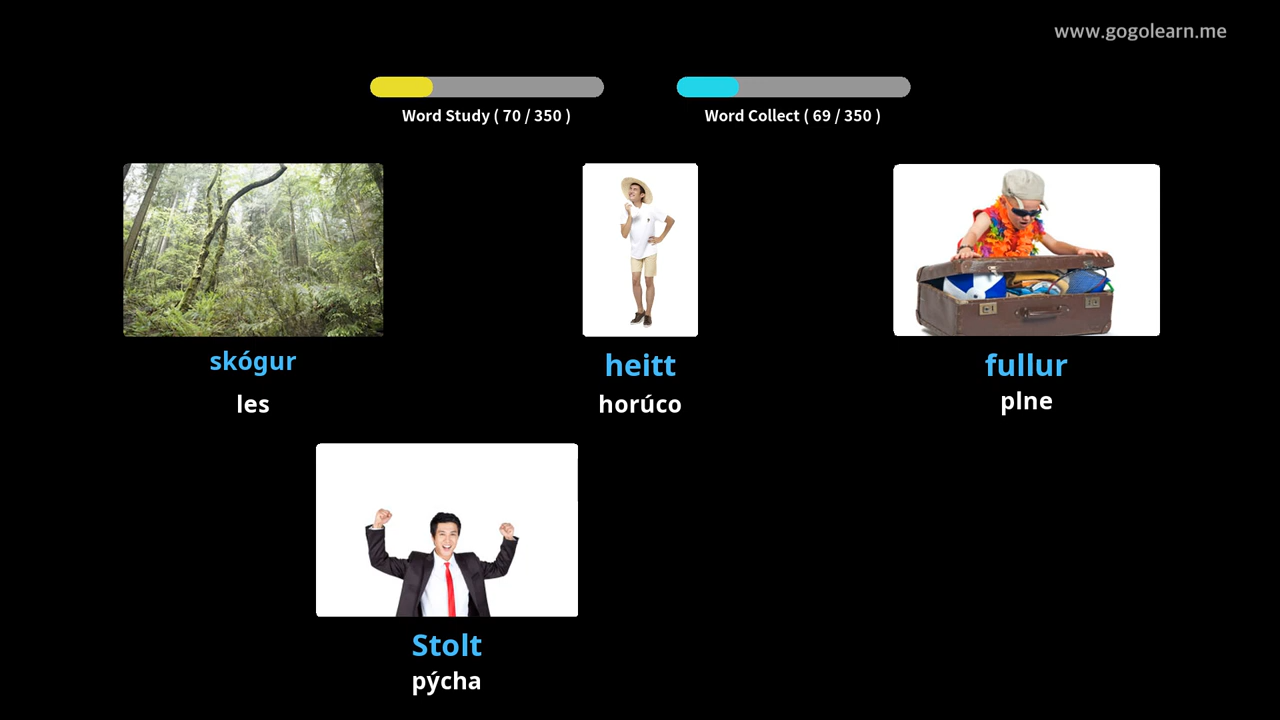 www.gogolearn.me
Word Study ( 70 / 350 )
Word Collect ( 69 / 350 )
skógur
les
heitt
horúco
fullur
plne
Stolt
pýcha